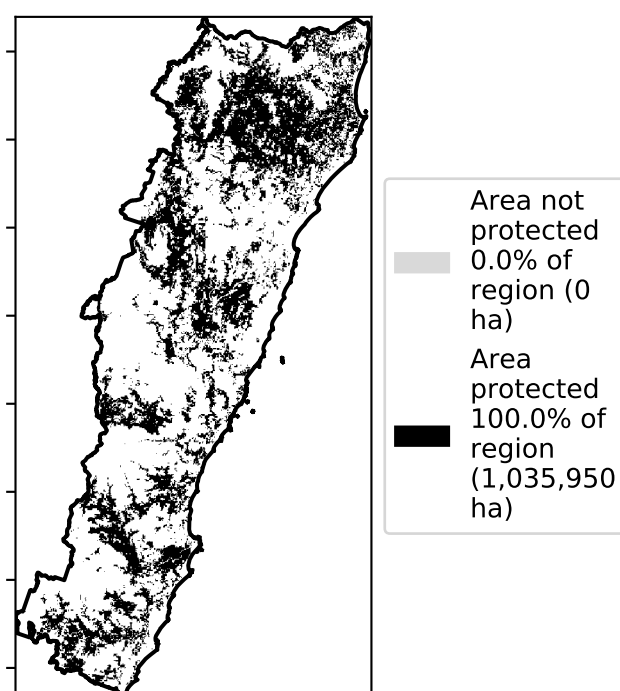 Area not
protected
0.0% of
region (0
ha)
Area
protected
100.0% of
region
(1,035,950
ha)